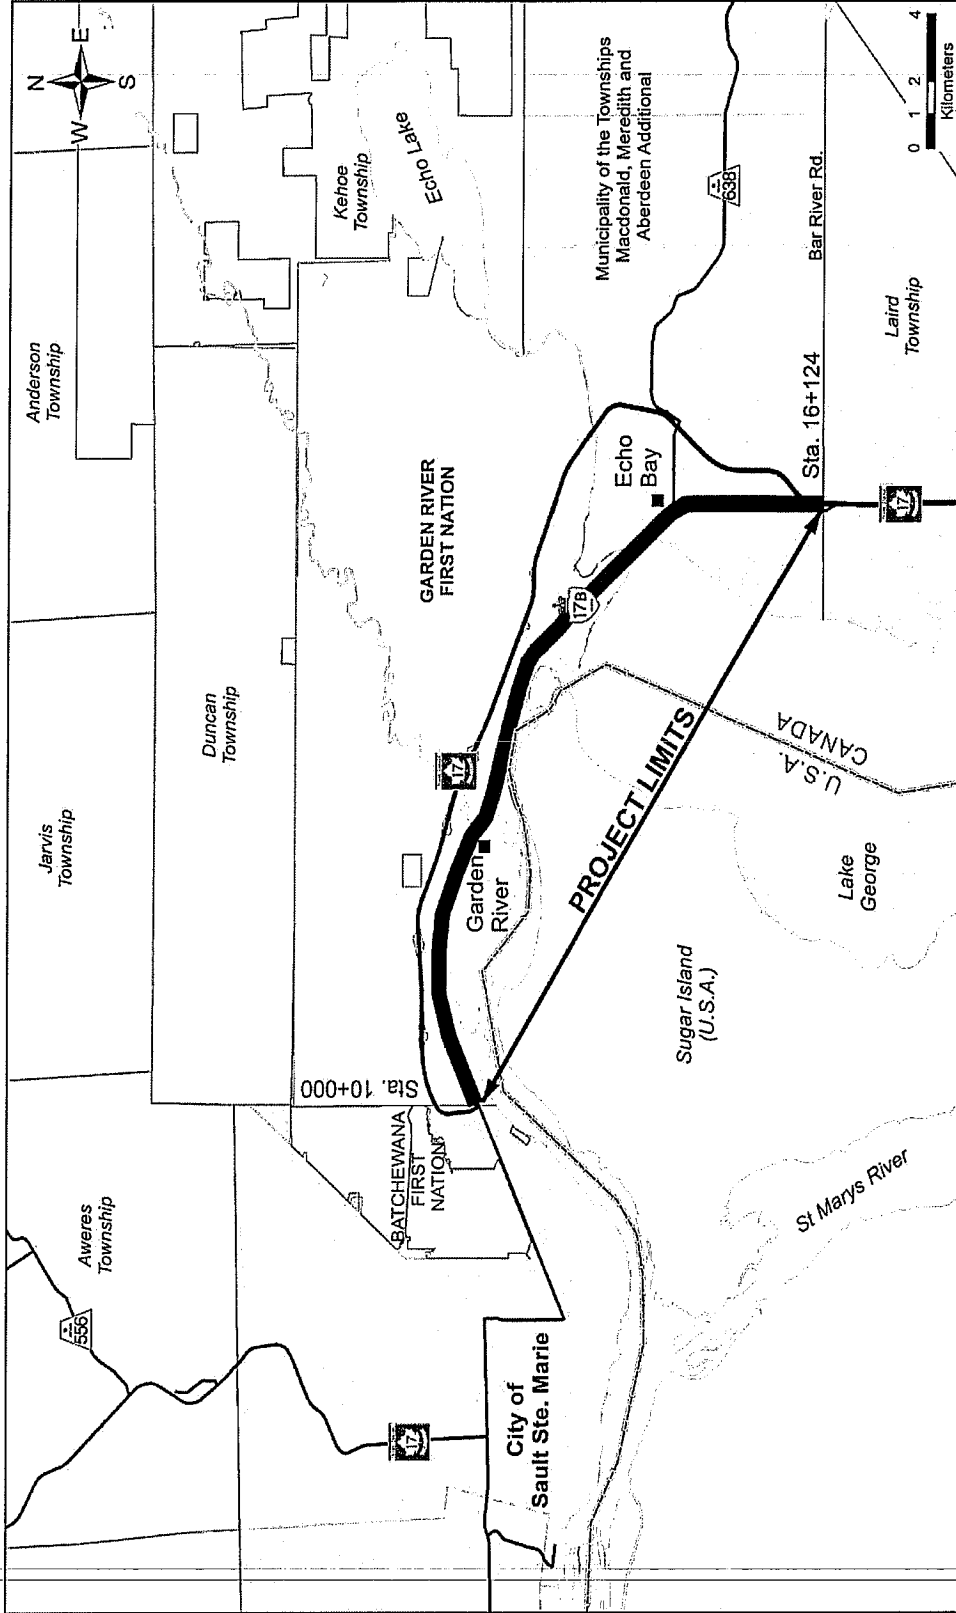 N
W
E
S
Aweres
Township
Jarvis
Township
Anderson
Township
556
Duncan
Township
Kehoe
Township
Echo Lake
GARDEN RIVER
FIRST NATION
BATCHEWANA
FIRST
NATION
Sta. 10+000
17
17
City of
Sault Ste. Marie
Garden
River
17B
Echo
Bay
Municipality of the Townships
Macdonald, Meredith and
Aberdeen Additional
638
PROJECT LIMITS
Sugar Island
(U.S.A.)
St Marys River
Lake
George
U.S.A.
CANADA
Sta. 16+124
Bar River Rd.
Laird
Township
17
0 1 2 4
Kilometers